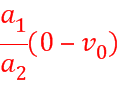 a₁/a₂(0 − v₀)